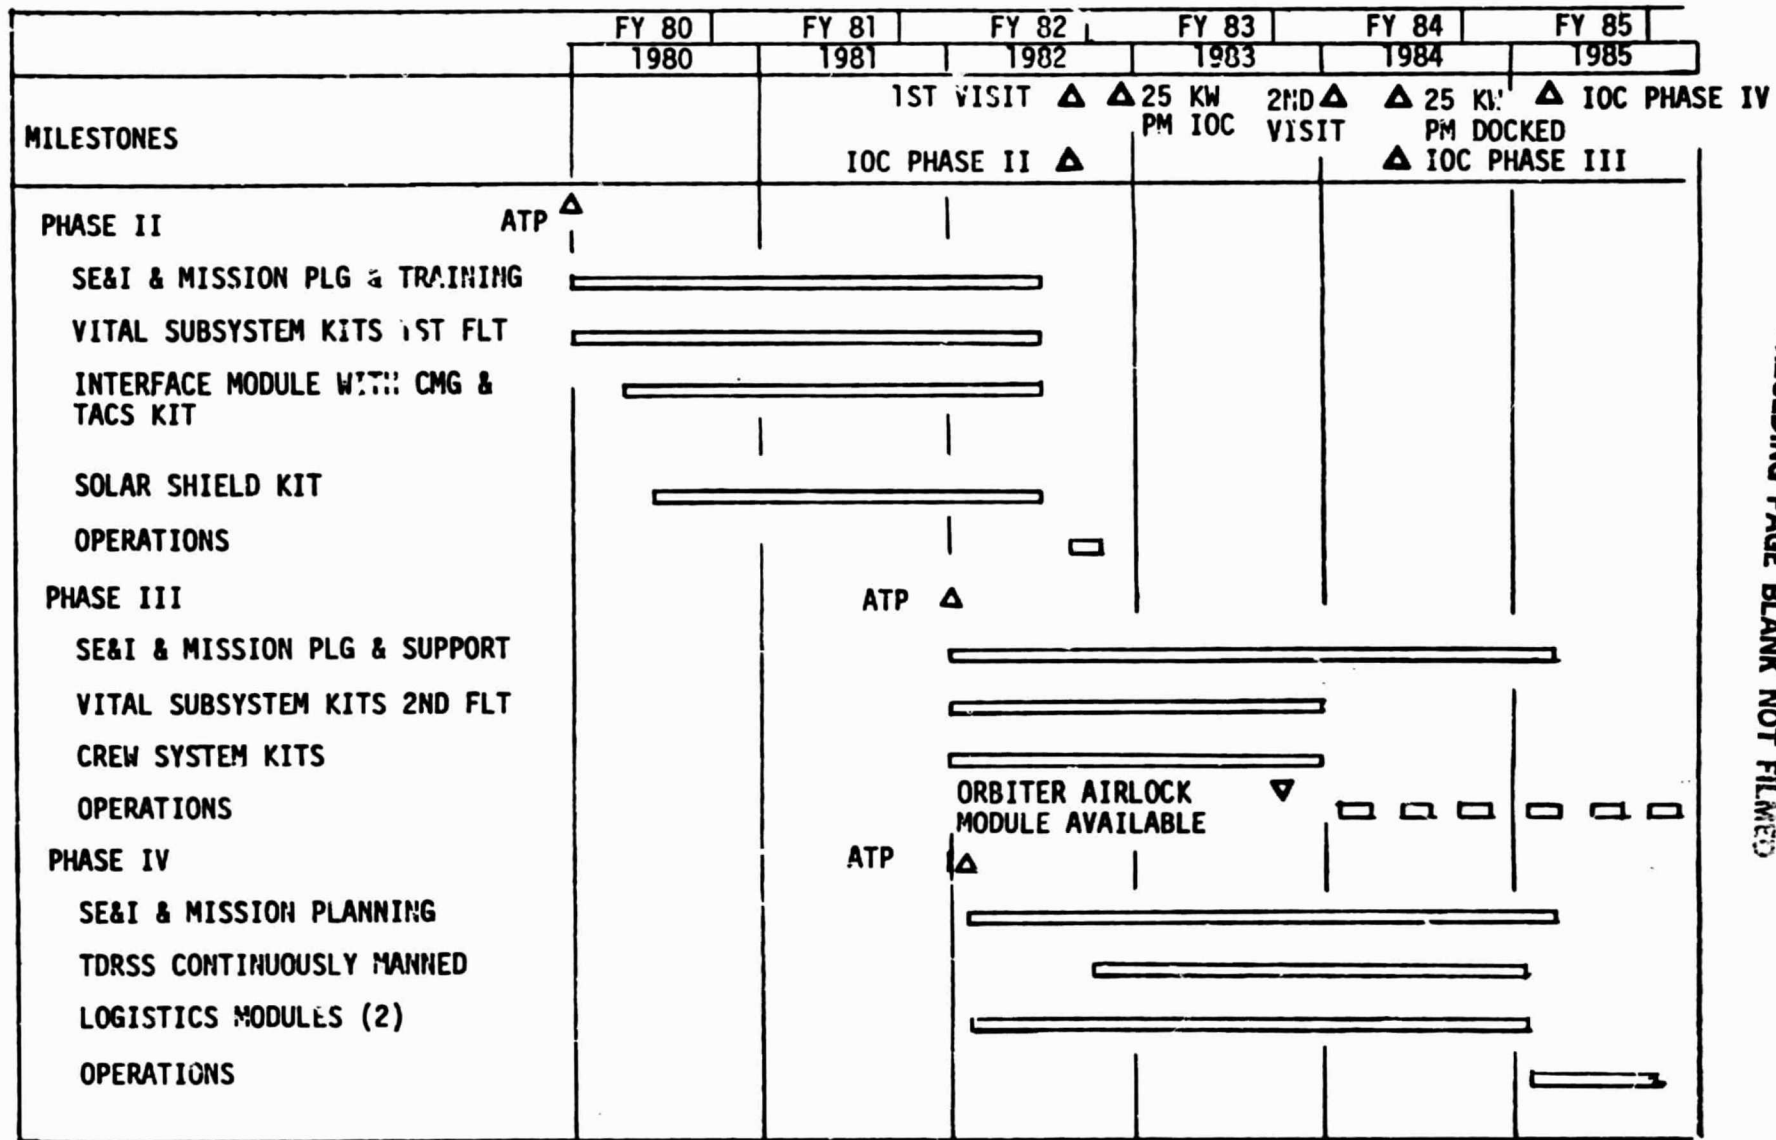 FY 80 FY 81 FY 82 FY 83 FY 84 FY 85
1980 1981 1982 1983 1984 1985
MILESTONES
1ST VISIT
25 KW
PM IOC
2ND
VISIT
25 KW
PM DOCKED
IOC PHASE IV
IOC PHASE II
IOC PHASE III
PHASE II
ATP
SE&I & MISSION PLG & TRAINING
VITAL SUBSYSTEM KITS 1ST FLT
INTERFACE MODULE WITH CMG &
TACS KIT
SOLAR SHIELD KIT
OPERATIONS
PHASE III
ATP
SE&I & MISSION PLG & SUPPORT
VITAL SUBSYSTEM KITS 2ND FLT
CREW SYSTEM KITS
OPERATIONS
ORBITER AIRLOCK
MODULE AVAILABLE
PHASE IV
ATP
SE&I & MISSION PLANNING
TDRSS CONTINUOUSLY MANNED
LOGISTICS MODULES (2)
OPERATIONS
PAGE BLANK NOT FILMED